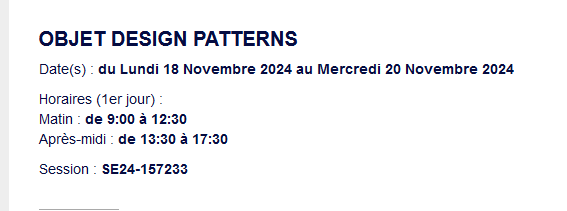 OBJET DESIGN PATTERNS
Date(s) : du Lundi 18 Novembre 2024 au Mercredi 20 Novembre 2024
Horaires (1er jour) :
Matin : de 9:00 à 12:30
Après-midi : de 13:30 à 17:30
Session : SE24-157233